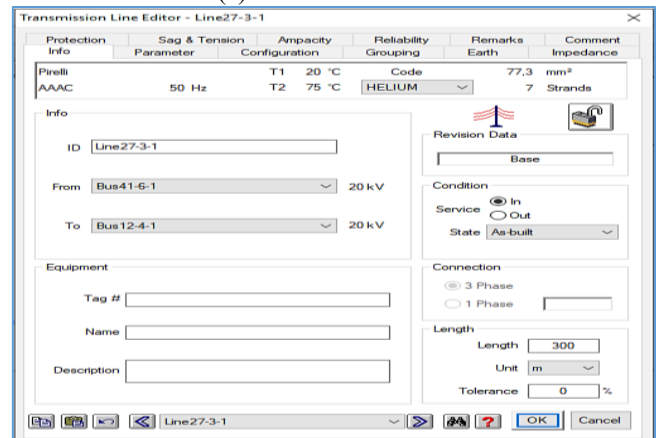 Transmission Line Editor - Line27-3-1
Protection Sag & Tension Ampacity Reliability Remarks Comment
Info Parameter Configuration Grouping Earth Impedance
Pirelli T1 20 °C Code 77,3 mm²
AAAC 50 Hz T2 75 °C HELIUM 7 Strands
Info
Revision Data
Base
ID Line27-3-1
From Bus41-6-1 20 kV
To Bus12-4-1 20 kV
Condition
Service In
Out
State As-built
Equipment
Tag #
Name
Description
Connection
3 Phase
1 Phase
Length
Length 300
Unit m
Tolerance 0 %
Line27-3-1 ? OK Cancel